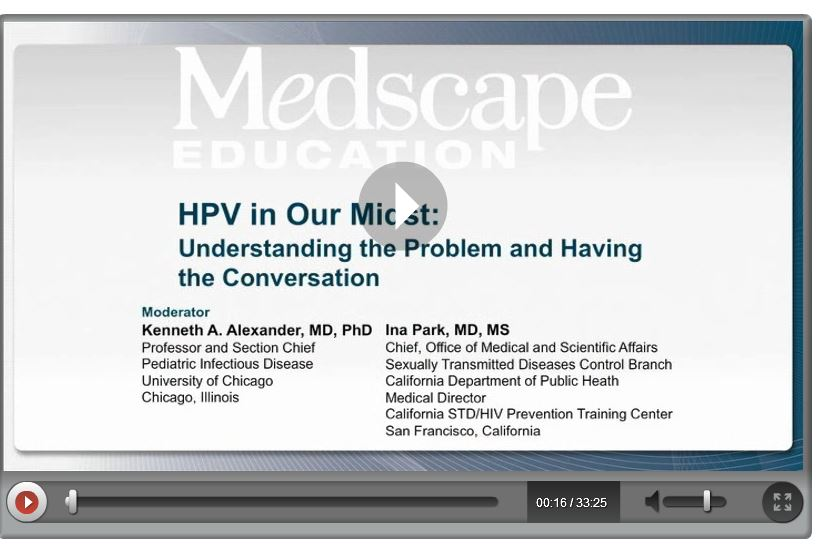 Medscape
EDUCATION
HPV in Our Midst:
Understanding the Problem and Having
the Conversation
Moderator
Kenneth A. Alexander, MD, PhD
Professor and Section Chief
Pediatric Infectious Disease
University of Chicago
Chicago, Illinois
Ina Park, MD, MS
Chief, Office of Medical and Scientific Affairs
Sexually Transmitted Diseases Control Branch
California Department of Public Heath
Medical Director
California STD/HIV Prevention Training Center
San Francisco, California
00:16 / 33:25